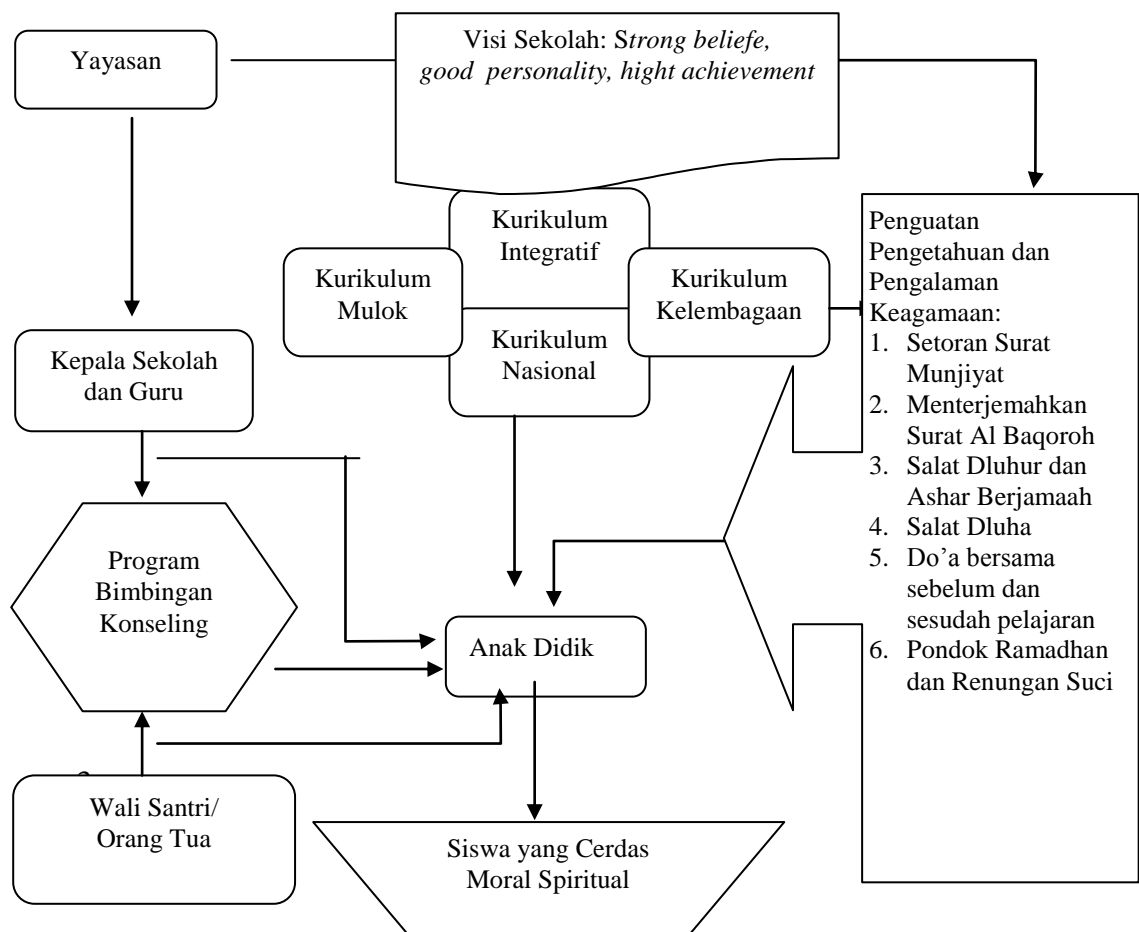 Yayasan
Visi Sekolah: Strong beliefe,
good personality, hight achievement
Kurikulum
Integratif
Kurikulum
Mulok
Kurikulum
Kelembagaan
Kurikulum
Nasional
Kepala Sekolah
dan Guru
Penguatan
Pengetahuan dan
Pengalaman
Keagamaan:
1. Setoran Surat
Munjiyat
2. Menterjemahkan
Surat Al Baqoroh
3. Salat Dluhur dan
Ashar Berjamaah
4. Salat Dluha
5. Do’a bersama
sebelum dan
sesudah pelajaran
6. Pondok Ramadhan
dan Renungan Suci
Program
Bimbingan
Konseling
Anak Didik
Wali Santri/
Orang Tua
Siswa yang Cerdas
Moral Spiritual